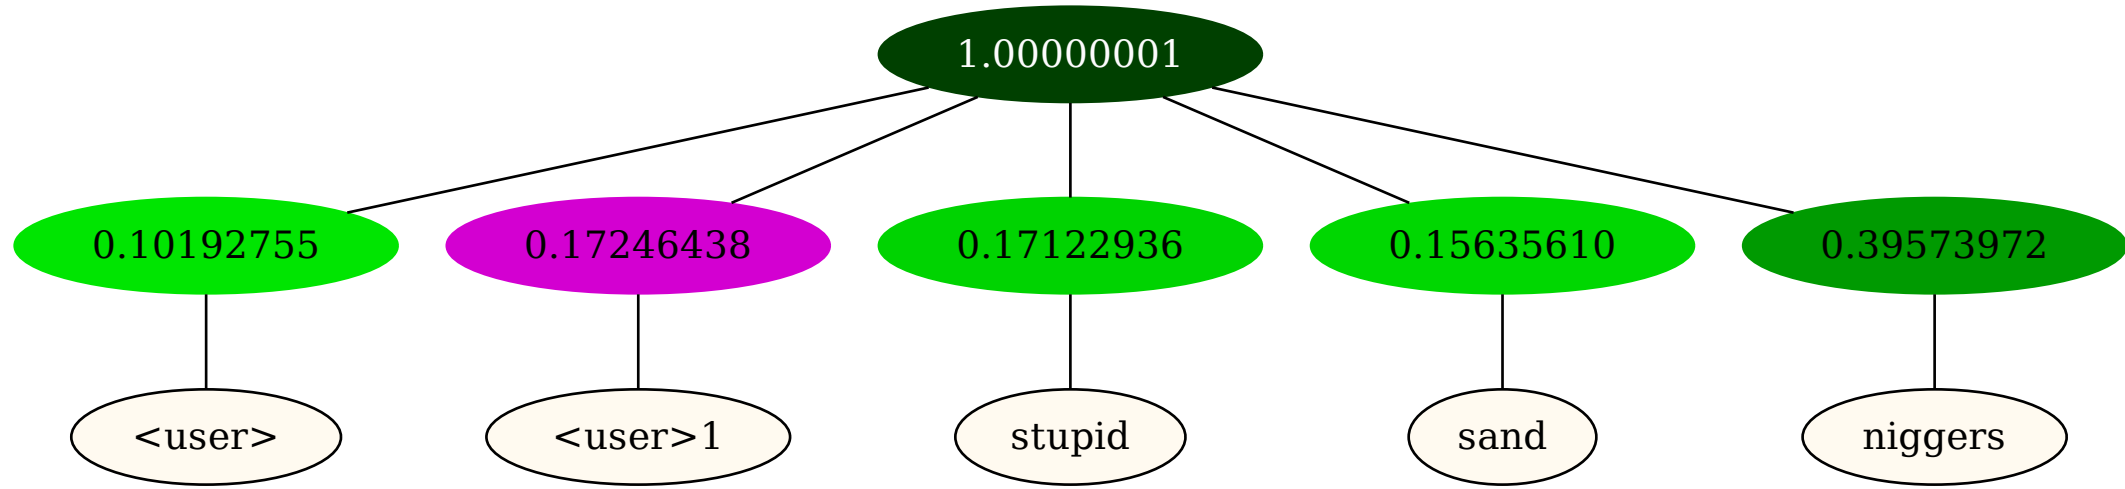 1.00000001
0.10192755 0.17246438 0.17122936 0.15635610 0.39573972
<user> <user>1 stupid sand niggers